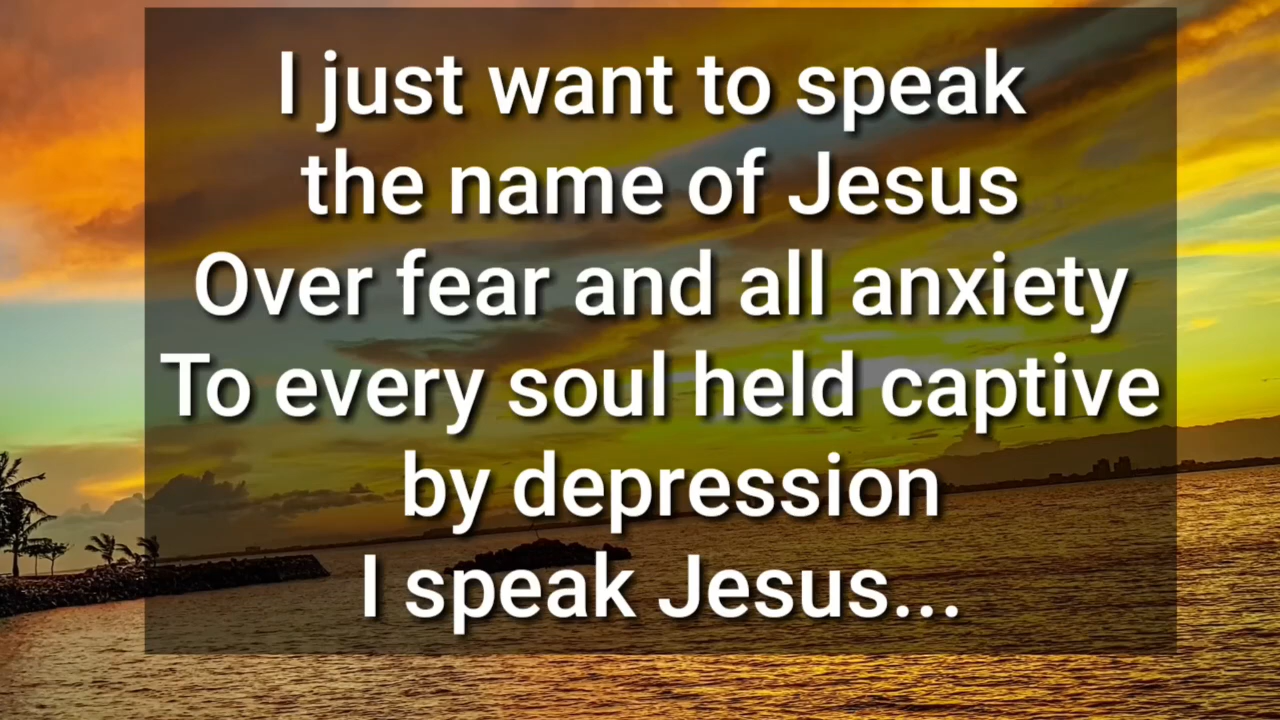 I just want to speak
the name of Jesus
Over fear and all anxiety
To every soul held captive
by depression
I speak Jesus...